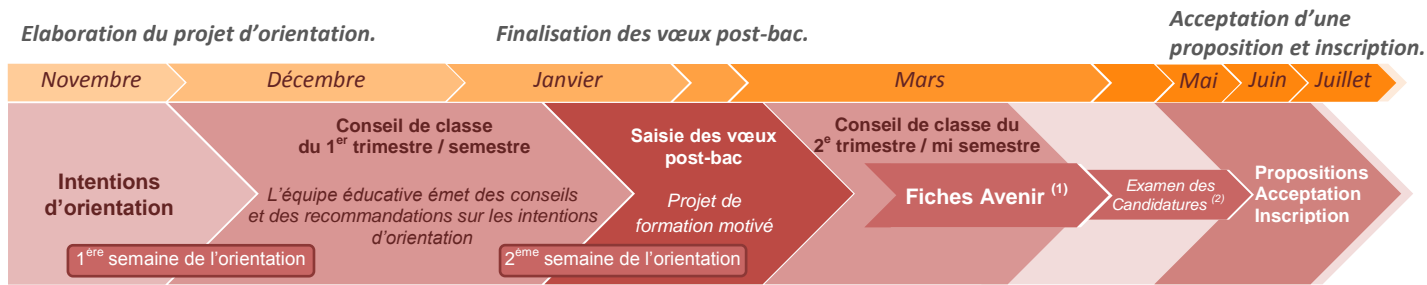 Elaboration du projet d’orientation.
Finalisation des vœux post-bac.
Acceptation d’une
proposition et inscription.
Novembre
Décembre
Janvier
Mars
Mai
Juin
Juillet
Intentions
d’orientation
Conseil de classe
du 1er trimestre / semestre
L’équipe éducative émet des conseils
et des recommandations sur les intentions
d’orientation
1ère semaine de l’orientation
Saisie des vœux
post-bac
Projet de
formation motivé
2ème semaine de l’orientation
Conseil de classe du
2e trimestre / mi semestre
Fiches Avenir (1)
Examen des
Candidatures (2)
Propositions
Acceptation
Inscription